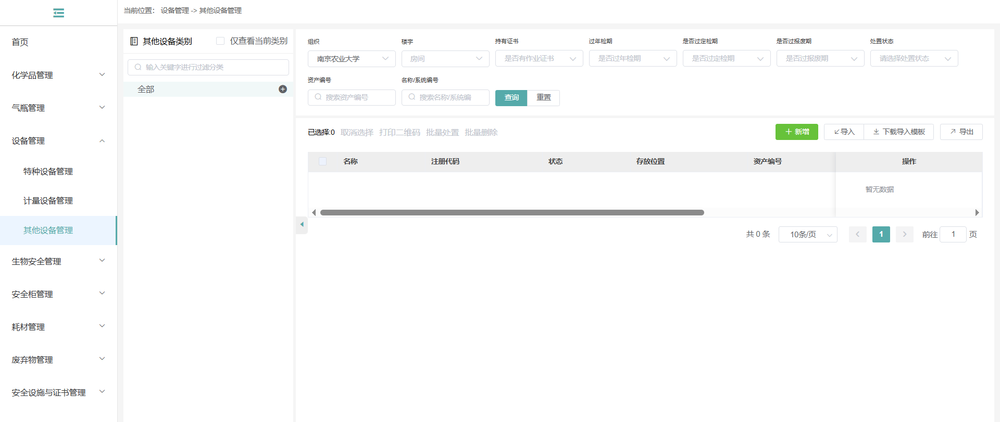 当前位置： 设备管理 -> 其他设备管理
首页
化学品管理
气瓶管理
设备管理
特种设备管理
计量设备管理
其他设备管理
生物安全管理
安全柜管理
耗材管理
废弃物管理
安全设施与证书管理
其他设备类别 仅查看当前类别
输入关键字进行过滤分类
全部
组织 楼宇 持有证书 过年检期 是否过定检期 是否过报废期 处置状态
南京农业大学 房间 是否有作业证书 是否过年检期 是否过定检期 是否过报废期 请选择处置状态
资产编号 名称/系统编号
搜索资产编号 搜索名称/系统编 查询 重置
已选择:0 取消选择 打印二维码 批量处置 批量删除 新增 导入 下载导入模板 导出
名称 注册代码 状态 存放位置 资产编号 操作
暂无数据
共 0 条 10条/页 1 前往 1 页